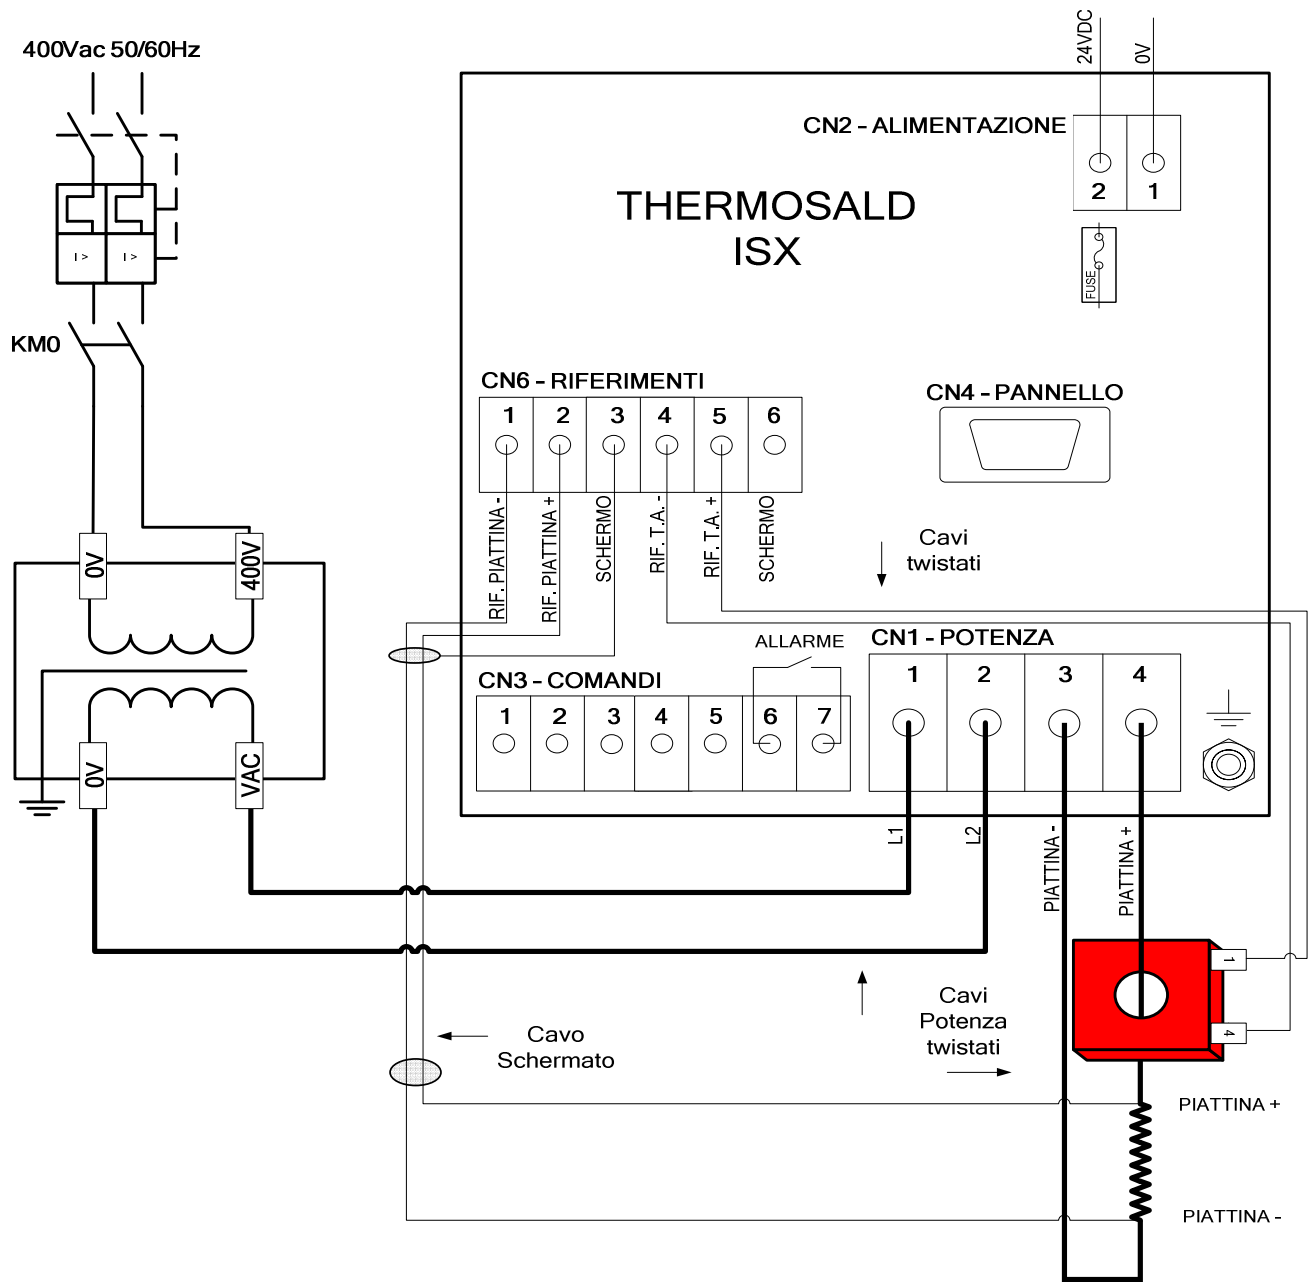 400Vac 50/60Hz
24VDC
0V
CN2 - ALIMENTAZIONE
2
1
THERMOSALD
ISX
FUSE
I >
I >
KM0
CN6 - RIFERIMENTI
1
2
3
4
5
6
RIF. PIATTINA -
RIF. PIATTINA +
SCHERMO
RIF. T.A. -
RIF. T.A. +
SCHERMO
CN4 - PANNELLO
Cavi
twistati
0V
400V
0V
VAC
ALLARME
CN3 - COMANDI
1
2
3
4
5
6
7
CN1 - POTENZA
1
2
3
4
L1
L2
PIATTINA -
PIATTINA +
1
4
Cavi
Potenza
twistati
Cavo
Schermato
PIATTINA +
PIATTINA -